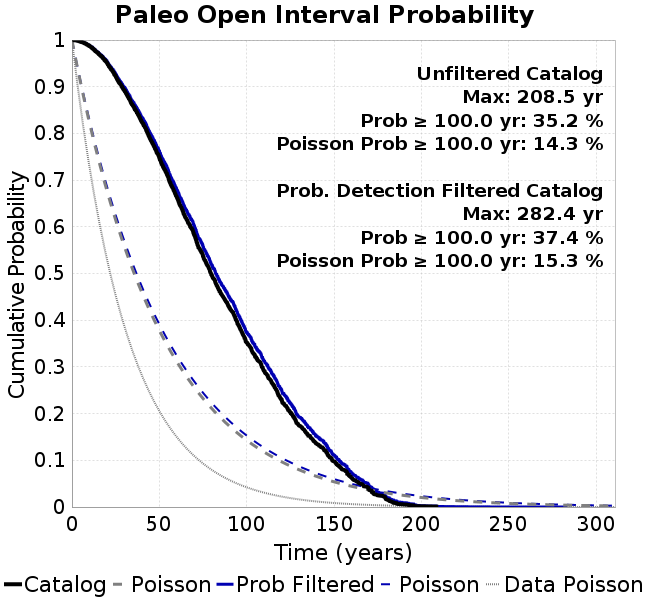 Paleo Open Interval Probability
Unfiltered Catalog
Max: 208.5 yr
Prob ≥ 100.0 yr: 35.2 %
Poisson Prob ≥ 100.0 yr: 14.3 %
Prob. Detection Filtered Catalog
Max: 282.4 yr
Prob ≥ 100.0 yr: 37.4 %
Poisson Prob ≥ 100.0 yr: 15.3 %
Cumulative Probability
1
0.9
0.8
0.7
0.6
0.5
0.4
0.3
0.2
0.1
0
0 50 100 150 200 250 300
Time (years)
Catalog Poisson Prob Filtered Poisson Data Poisson